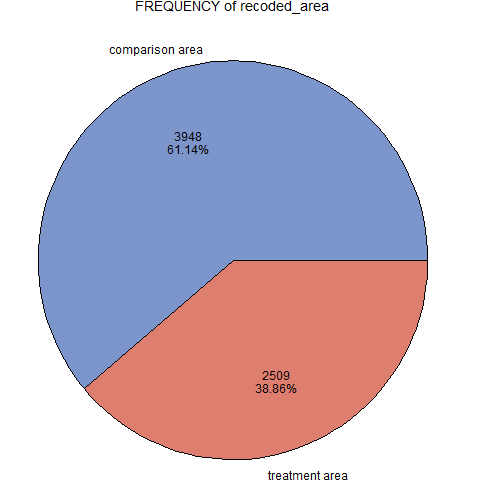 FREQUENCY of recoded_area
comparison area
3948
61.14%
2509
38.86%
treatment area